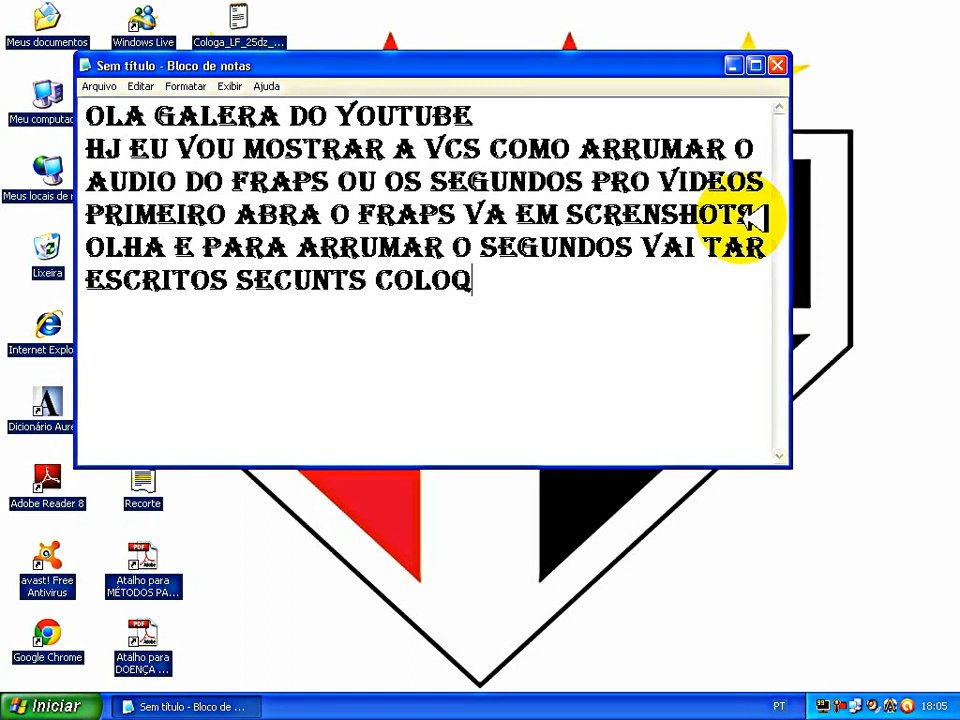 Meus documentos
Windows Live
Cologa_LF_25dz_...
Sem título - Bloco de notas
Arquivo Editar Formatar Exibir Ajuda
OLA GALERA DO YOUTUBE
HJ EU VOU MOSTRAR A VCS COMO ARRUMAR O
AUDIO DO FRAPS OU OS SEGUNDOS PRO VIDEOS
PRIMEIRO ABRA O FRAPS VA EM SCRENSHOTS
OLHA E PARA ARRUMAR O SEGUNDOS VAI TAR
ESCRITOS SECUNTS COLOQ
Meu computad
Meus locais de r
Lixeira
Internet Explo
Dicionário Aure
Adobe Reader 8
Recorte
avast! Free
Antivirus
Atalho para
MÉTODOS PA...
Google Chrome
Atalho para
DOENÇA ...
Iniciar
Sem título - Bloco de ...
PT
99
18:05